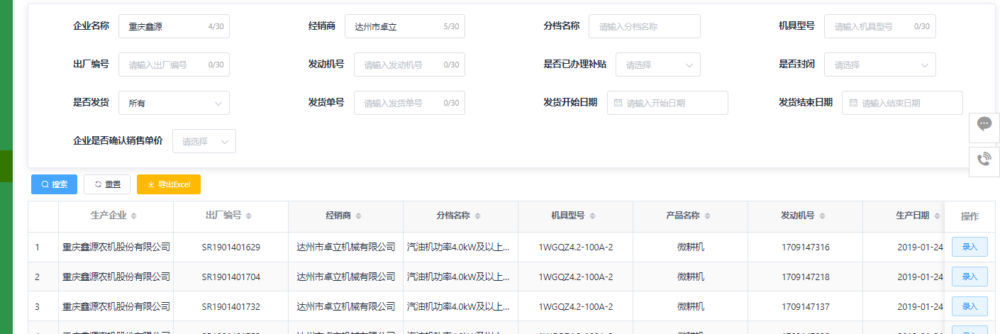 企业名称 重庆鑫源 4/30 经销商 达州市卓立 5/30 分档名称 请输入分档名称 机具型号 请输入机具型号 0/30
出厂编号 请输入出厂编号 0/30 发动机号 请输入发动机号 0/30 是否已办理补贴 请选择 是否封闭 请选择
是否发货 所有 发货单号 请输入发货单号 0/30 发货开始日期 请输入开始日期 发货结束日期 请输入结束日期
企业是否确认销售单价 请选择
搜索 重置 导出Excel
生产企业 出厂编号 经销商 分档名称 机具型号 产品名称 发动机号 生产日期 操作
1 重庆鑫源农机股份有限公司 SR1901401629 达州市卓立机械有限公司 汽油机功率4.0kW及以上... 1WGQZ4.2-100A-2 微耕机 1709147316 2019-01-24 录入
2 重庆鑫源农机股份有限公司 SR1901401704 达州市卓立机械有限公司 汽油机功率4.0kW及以上... 1WGQZ4.2-100A-2 微耕机 1709147218 2019-01-24 录入
3 重庆鑫源农机股份有限公司 SR1901401732 达州市卓立机械有限公司 汽油机功率4.0kW及以上... 1WGQZ4.2-100A-2 微耕机 1709147137 2019-01-24 录入